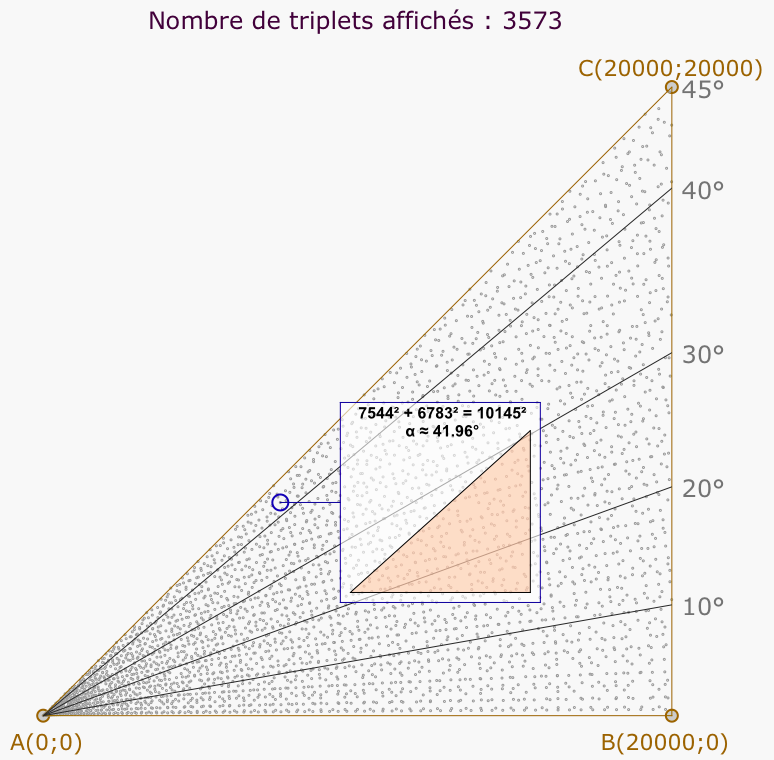 Nombre de triplets affichés : 3573
C(20000;20000)
45°
40°
30°
7544² + 6783² = 10145²
α ≈ 41.96°
20°
10°
A(0;0)
B(20000;0)